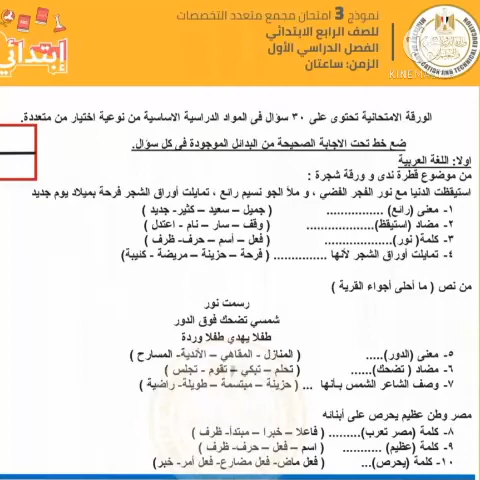 نموذج 3 امتحان مجمع متعدد التخصصات
للصف الرابع الابتدائي
الفصل الدراسي الأول
الزمن: ساعتان
إبتدائي
KINEMA
الورقة الامتحانية تحتوى على ٣٠ سؤال فى المواد الدراسية الاساسية من نوعية اختيار من متعددة.
ضع خط تحت الاجابة الصحيحة من البدائل الموجودة فى كل سؤال.
اولا: اللغة العربية
من موضوع قطرة ندى و ورقة شجرة :
استيقظت الدنيا مع نور الفجر الفضي ، و ملأ الجو نسيم رائع ، تمايلت أوراق الشجر فرحة بميلاد يوم جديد
١- معنى (رائع) ................ ( جميل – سعيد – كثير- جديد )
٢- مضاد (استيقظ)................... (وقف – سار – نام - اعتدل )
٣- كلمة( نور)................ (فعل – أسم – حرف- ظرف )
٤- تمايلت أوراق الشجر لأنها ............... ( فرحة – حزينة – مريضة - كئيبة)
من نص ( ما أحلى أجواء القرية )
رسمت نور
شمسي تضحك فوق الدور
طفلا يهدي طفلا وردة
٥- معنى (الدور)..... ( المنازل - المقاهي – الأندية- المسارح )
٦- مضاد ( تضحك)...... ( تحلم – تبكي – تقوم - تجلس )
٧- وصف الشاعر الشمس بـأنها ... ( حزينة – مبتسمة – طويلة- راضية )
مصر وطن عظيم يحرص على أبنائه
٨- كلمة (مصر تعرب)......... ( فاعلا – خبرا – مبتدأ- ظرف )
٩- كلمة (عظيم) ........... ( اسم – فعل – حرف- ظرف )
١٠- كلمة (يحرص)... ( فعل ماض- فعل مضارع- فعل أمر- خبر)